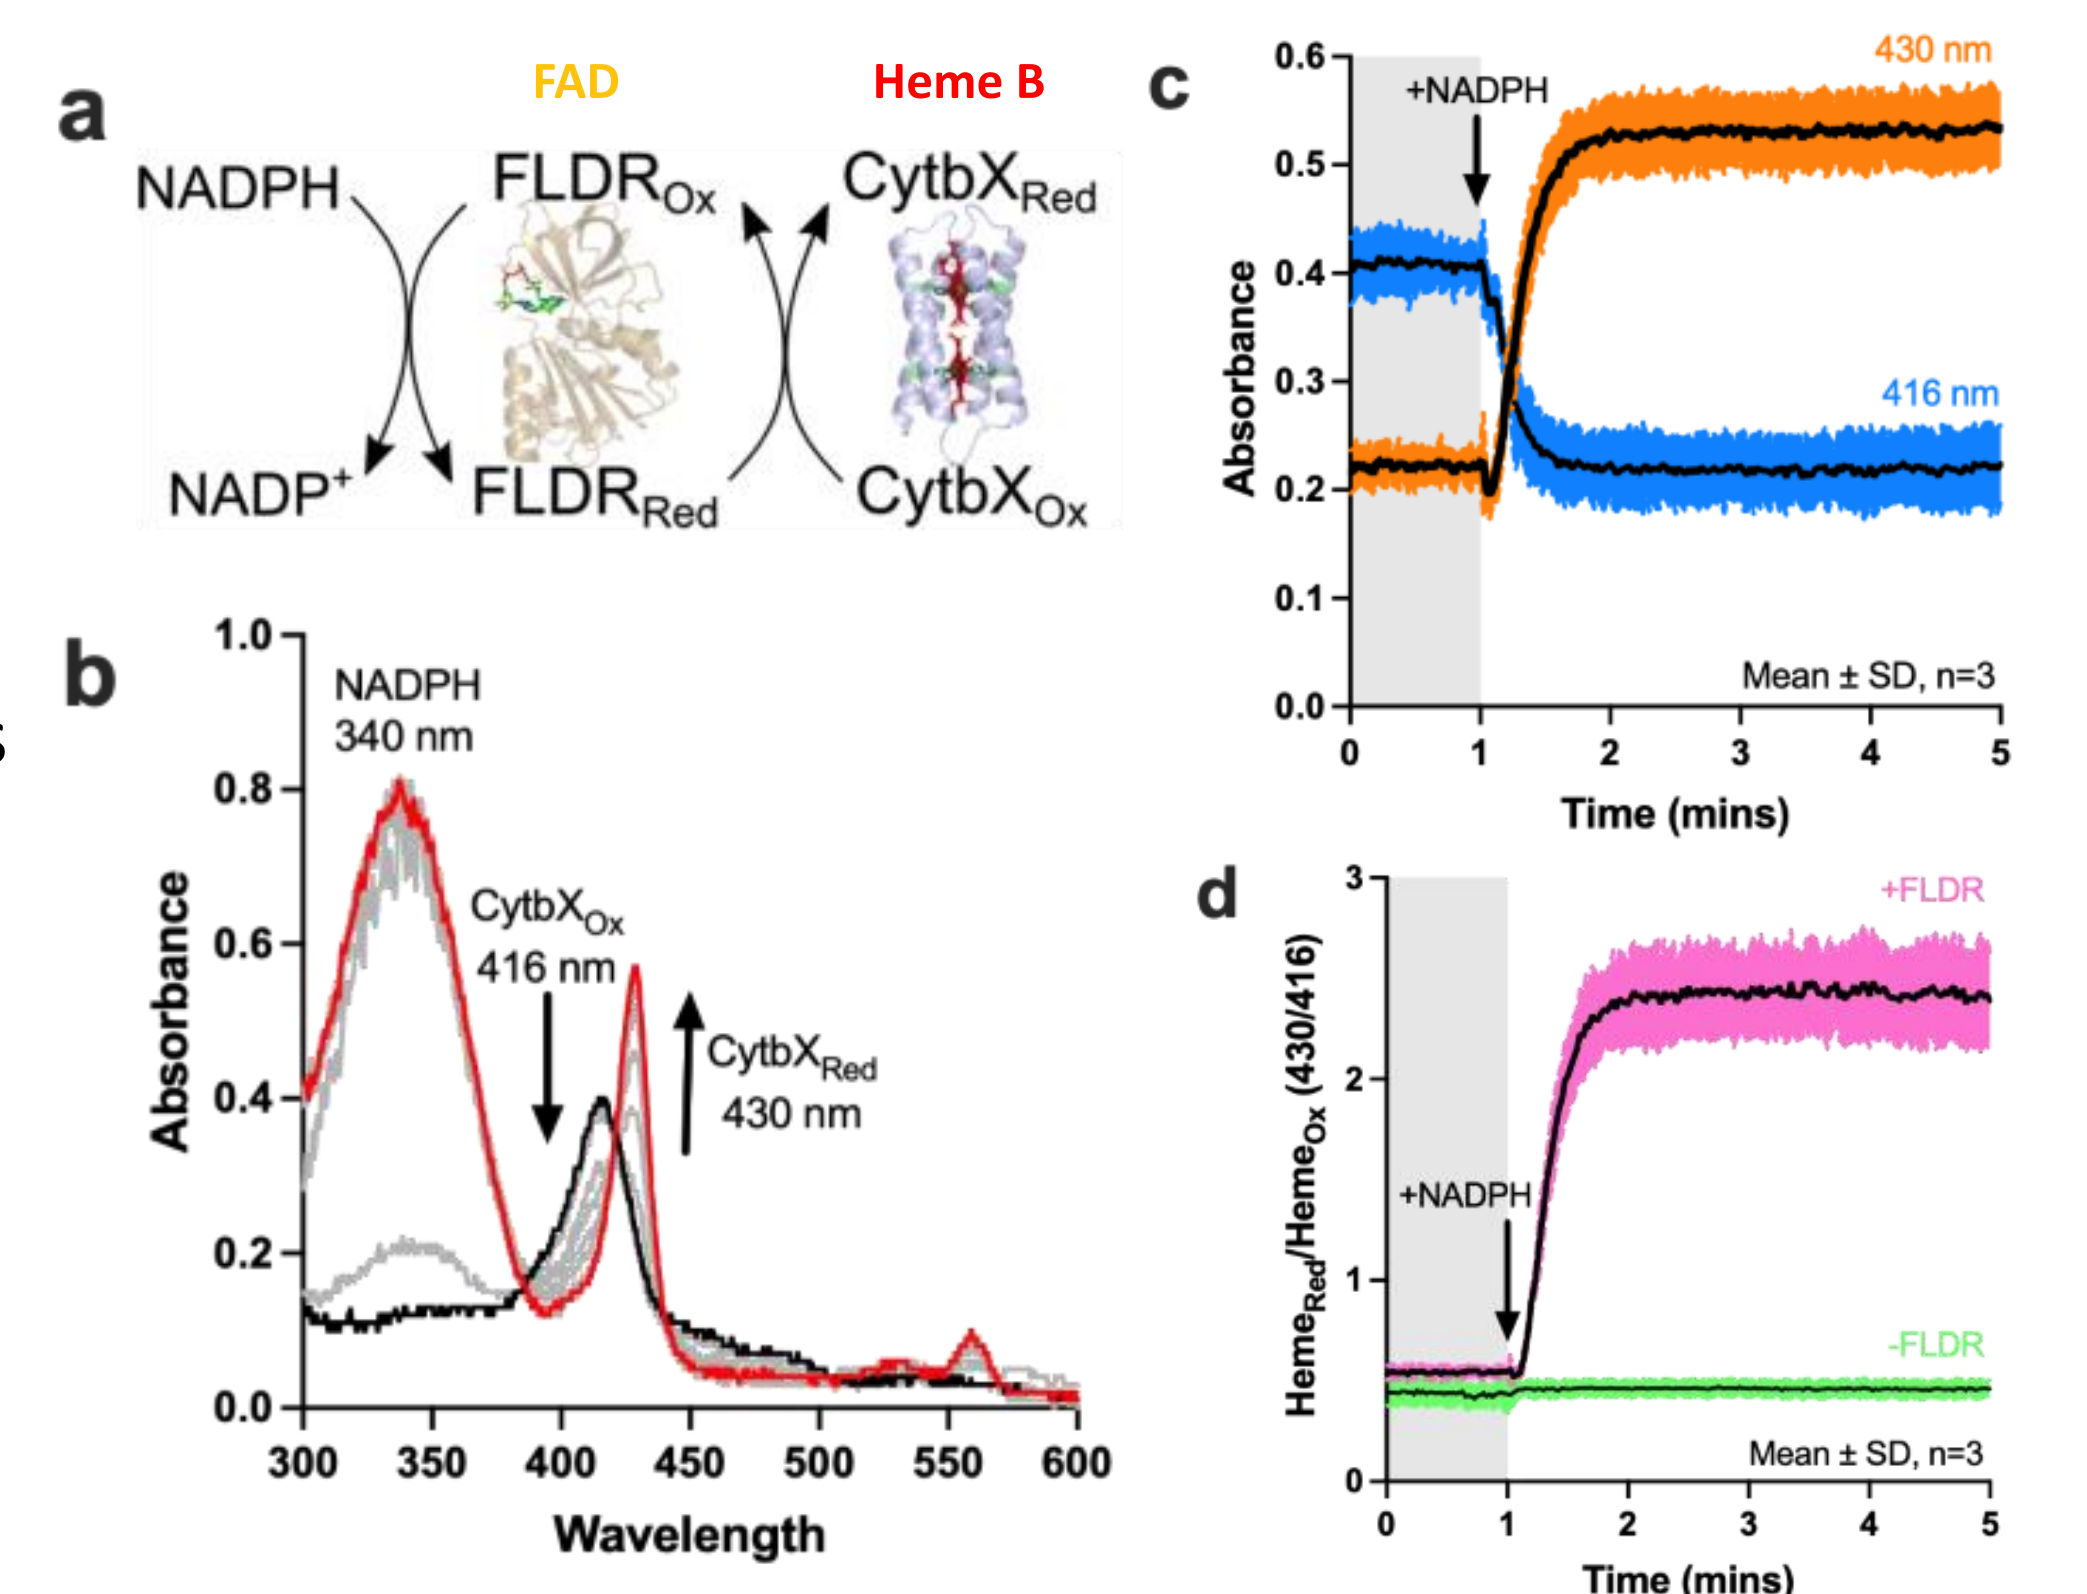 a
FAD
Heme B
NADPH
FLDROx
CytbXRed
NADP+
FLDRRed
CytbXOx
b
1.0
0.8
0.6
0.4
0.2
0.0
Absorbance
NADPH
340 nm
CytbXOx
416 nm
CytbXRed
430 nm
300 350 400 450 500 550 600
Wavelength
c
0.6
0.5
0.4
0.3
0.2
0.1
0.0
Absorbance
+NADPH
430 nm
416 nm
Mean ± SD, n=3
0 1 2 3 4 5
Time (mins)
d
3
2
1
0
HemeRed/HemeOx (430/416)
+FLDR
+NADPH
-FLDR
Mean ± SD, n=3
0 1 2 3 4 5
Time (mins)